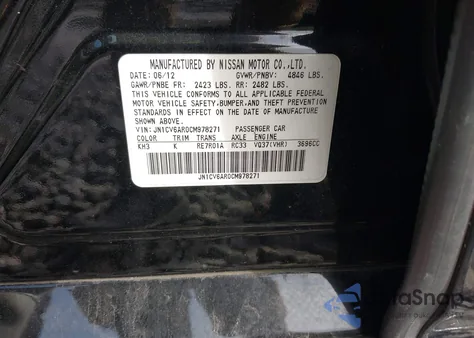 MANUFACTURED BY NISSAN MOTOR CO.,LTD.
DATE: 06/12 GVWR/PNBV: 4846 LBS.
GAWR/PNBE FR: 2423 LBS. RR: 2482 LBS.
THIS VEHICLE CONFORMS TO ALL APPLICABLE FEDERAL
MOTOR VEHICLE SAFETY,BUMPER,AND THEFT PREVENTION
STANDARDS IN EFFECT ON THE DATE OF MANUFACTURE
SHOWN ABOVE.
VIN: JN1CV6AR0CM978271 PASSENGER CAR
COLOR TRIM TRANS AXLE ENGINE
KH3 K RE7R01A RC33 VQ37(VHR) 3696CC
JN1CV6AR0CM978271